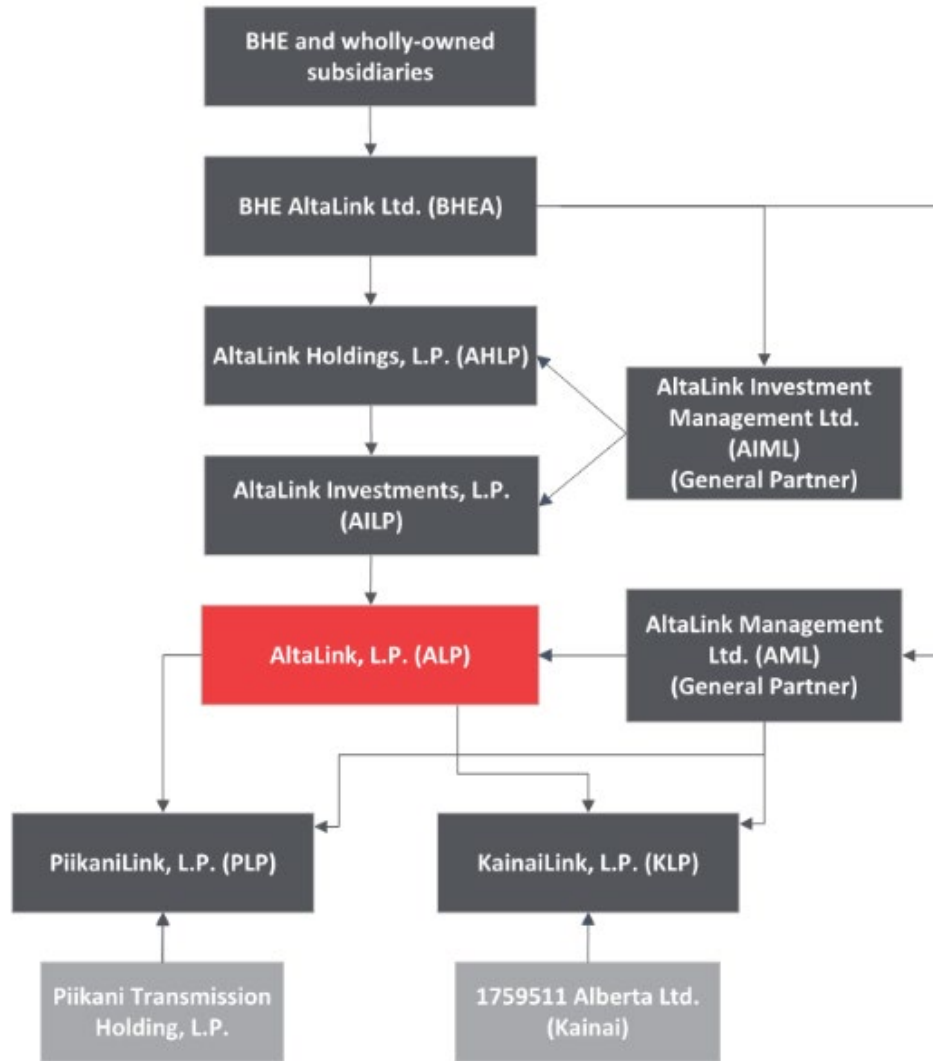 BHE and wholly-owned
subsidiaries
BHE AltaLink Ltd. (BHEA)
AltaLink Holdings, L.P. (AHLP)
AltaLink Investment
Management Ltd.
(AIML)
(General Partner)
AltaLink Investments, L.P.
(AILP)
AltaLink, L.P. (ALP)
AltaLink Management
Ltd. (AML)
(General Partner)
PiikaniLink, L.P. (PLP)
KainaiLink, L.P. (KLP)
Piikani Transmission
Holding, L.P.
1759511 Alberta Ltd.
(Kainai)